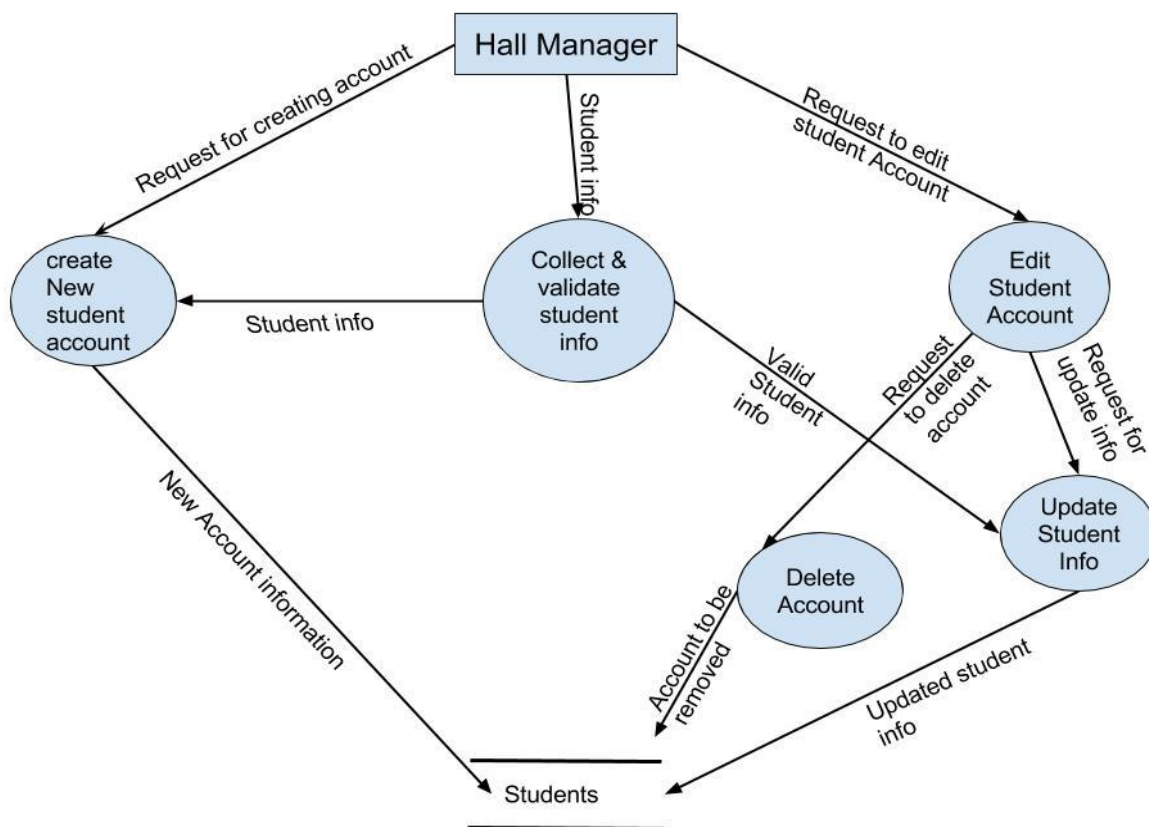 Hall Manager
Request for creating account
Student info
Request to edit
student Account
create
New
student
account
Student info
Collect &
validate
student
info
Edit
Student
Account
Valid
Student
info
Request
to delete
account
Request for
update info
New Account information
Delete
Account
Update
Student
Info
Account to be
removed
Updated student
info
Students